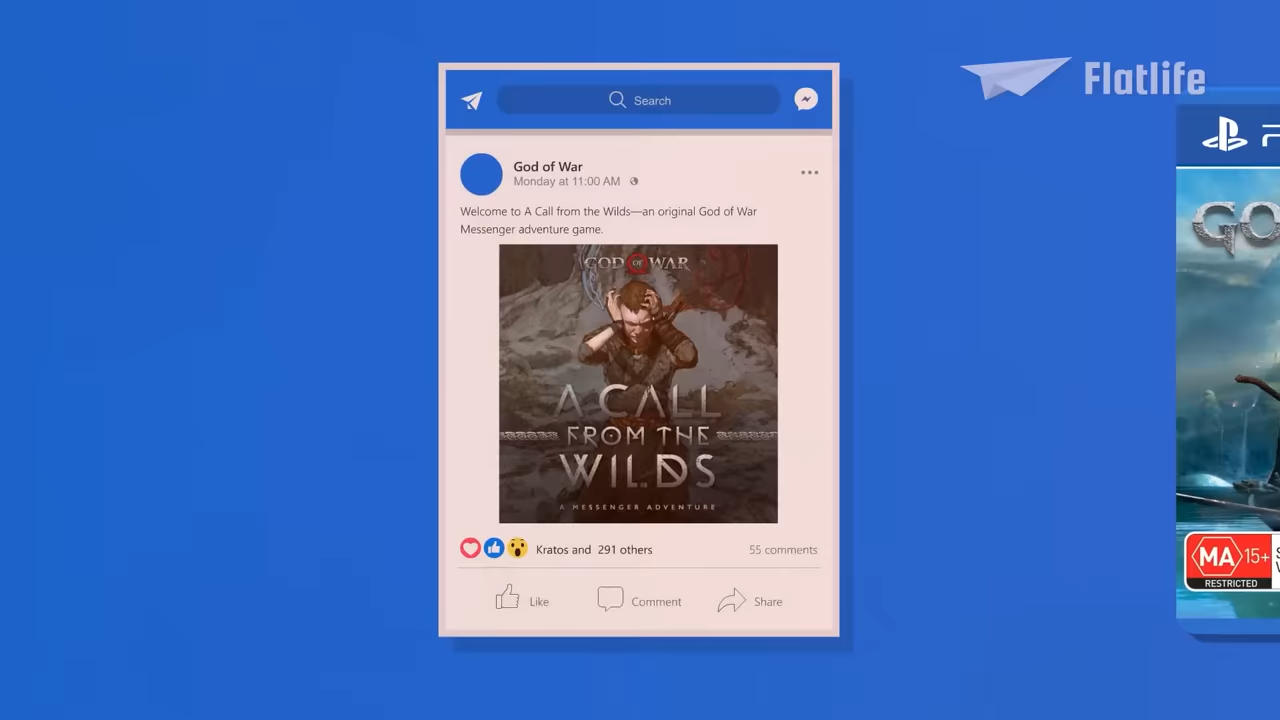 Flatlife
Search
God of War
Monday at 11:00 AM
Welcome to A Call from the Wilds—an original God of War
Messenger adventure game.
GOD OF WAR
A CALL
FROM THE
WILDS
A MESSENGER ADVENTURE
Kratos and 291 others
55 comments
Like
Comment
Share
GO
MA 15+
RESTRICTED